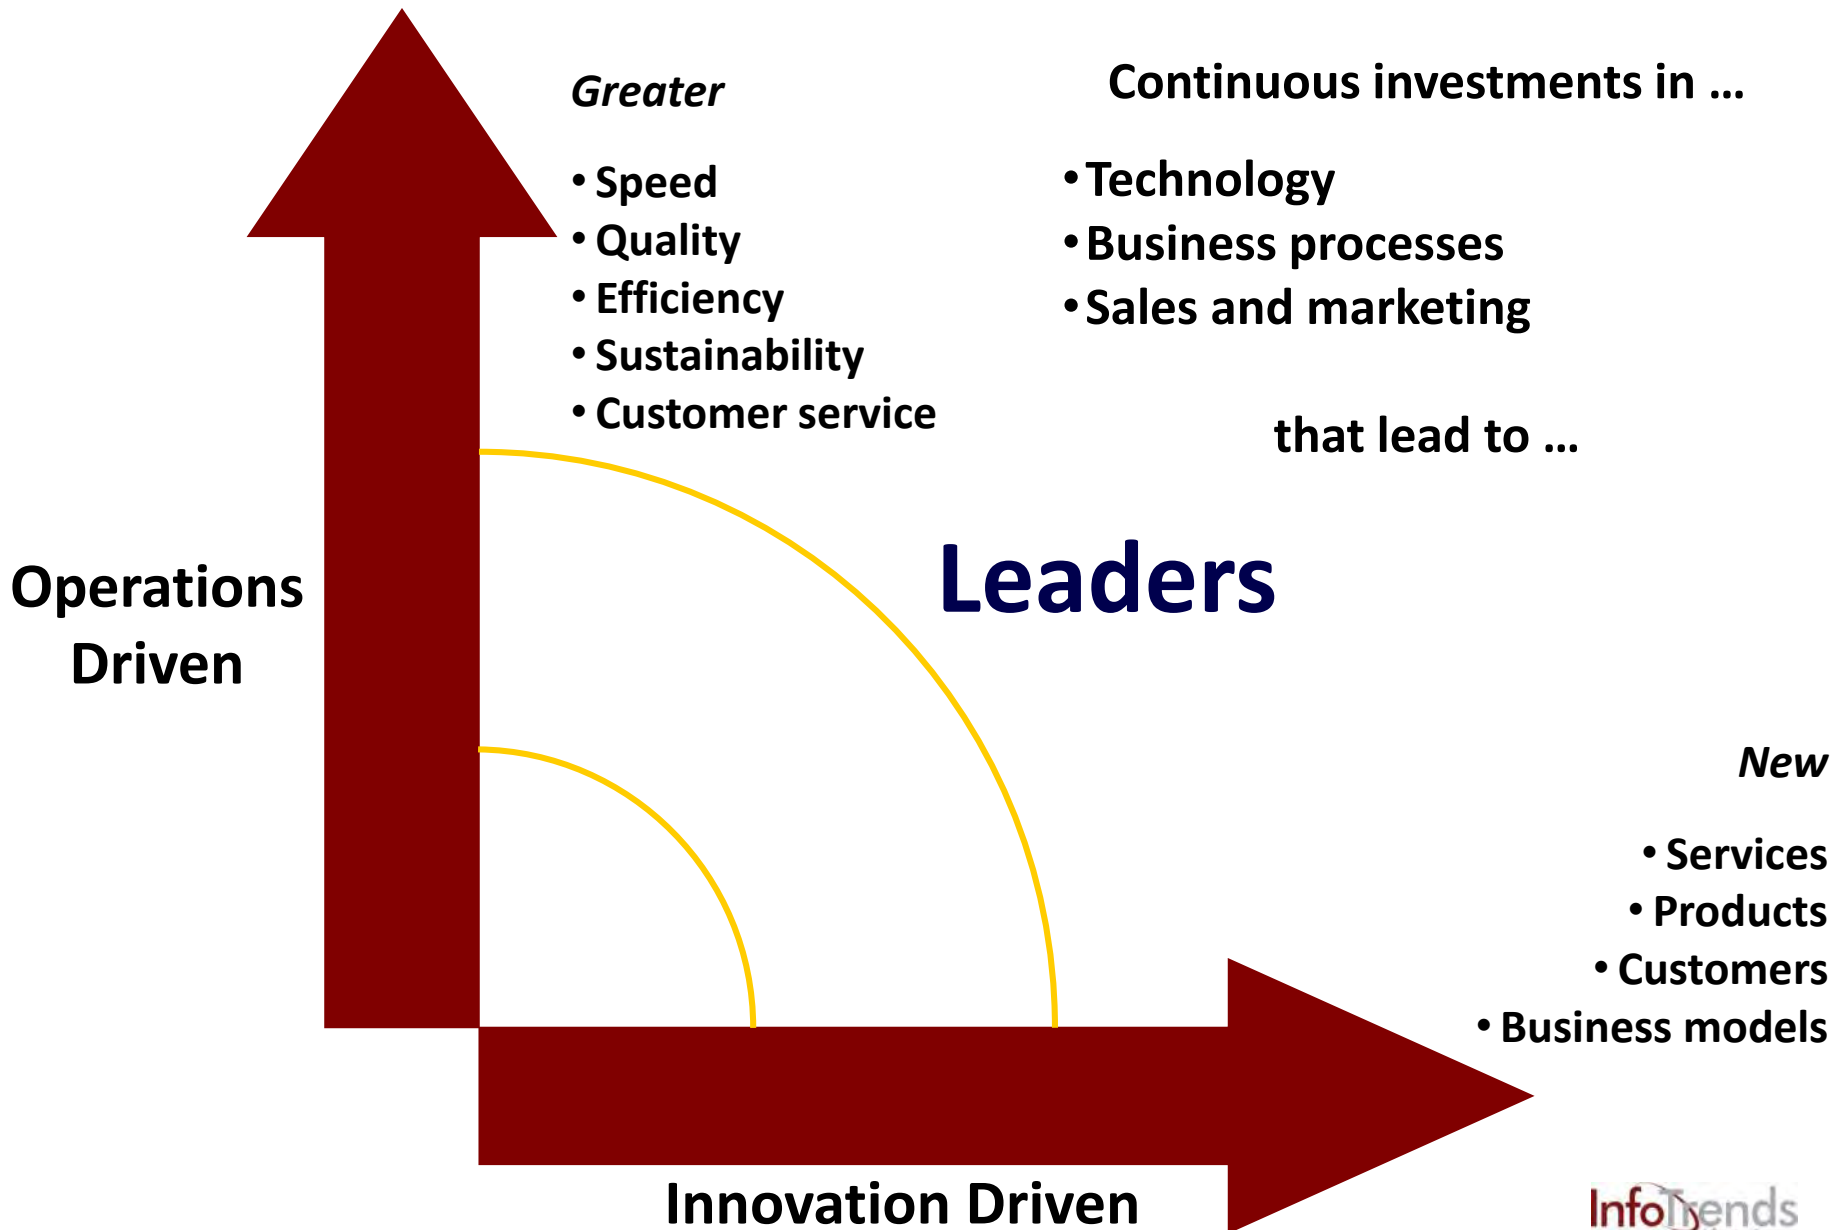 Greater
• Speed
• Quality
• Efficiency
• Sustainability
• Customer service
Continuous investments in ...
• Technology
• Business processes
• Sales and marketing
that lead to ...
Leaders
Operations
Driven
New
• Services
• Products
• Customers
• Business models
Innovation Driven
InfoTrends